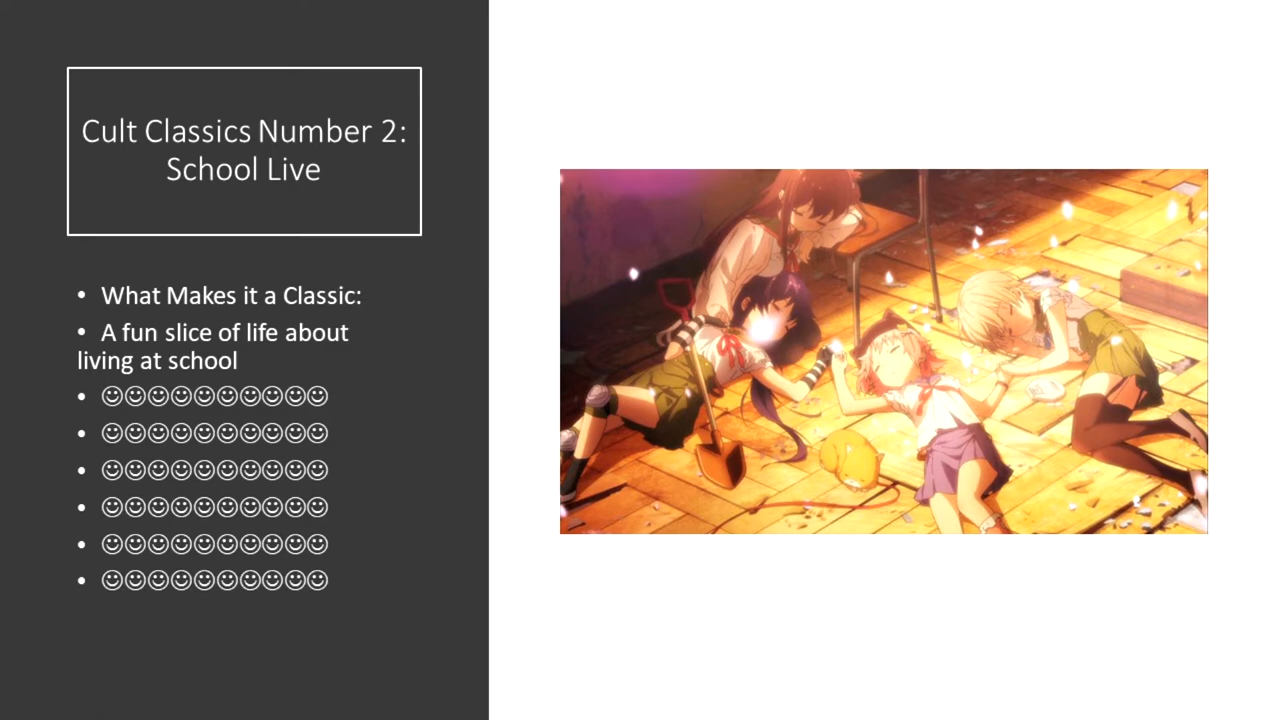 Cult Classics Number 2:
School Live
• What Makes it a Classic:
• A fun slice of life about
living at school
• ☺☺☺☺☺☺☺☺☺☺
• ☺☺☺☺☺☺☺☺☺☺
• ☺☺☺☺☺☺☺☺☺☺
• ☺☺☺☺☺☺☺☺☺☺
• ☺☺☺☺☺☺☺☺☺☺
• ☺☺☺☺☺☺☺☺☺☺